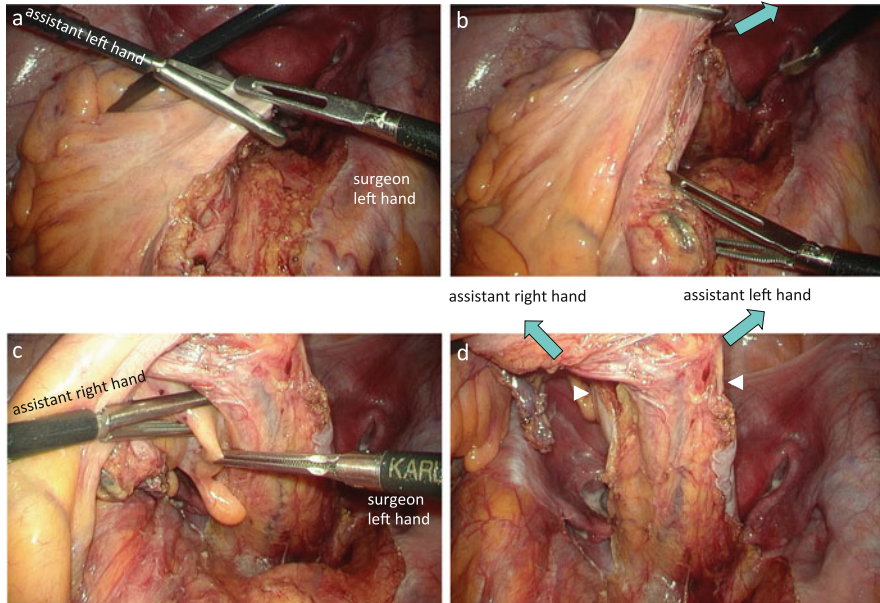 a
assistant left hand
surgeon
left hand
b
assistant right hand
assistant left hand
c
assistant right hand
KARL
surgeon
left hand
d